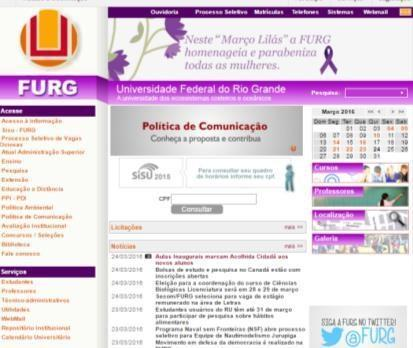 Ouvidoria Processo Seletivo Matrículas Telefones Sistemas Webmail
Neste "Março Lilás" a FURG
homenageia e parabeniza
todas as mulheres.
FURG
Universidade Federal do Rio Grande
A universidade dos ecossistemas costeiros e oceânicos
Pesquisa:
Acesse
Acesso à informação
Sisu - FURG
Processo Seletivo de Vagas
Ociosas
Atual Administração Superior
Ensino
Pesquisa
Extensão
Educação a Distância
PPI - PDI
Política Ambiental
Política de Comunicação
Avaliação Institucional
Concursos / Seleções
Biblioteca
Fale conosco
Serviços
Estudantes
Professores
Técnico-administrativos
Utilidades
WebMail
Repositório Institucional
Calendário Universitário
Política de Comunicação
Conheça a proposta e contribua
SiSU 2015
Para consultar seu quadro
de horários informe seu cpf.
CPF
Consultar
Licitações mais >>
Notícias mais >>
24/03/2016 Aulas Inaugurais marcam Acolhida Cidadã aos
novos alunos
24/03/2016 Bolsas de estudo e pesquisa no Canadá estão com
inscrições abertas
24/03/2016 Eleição para a coordenação do curso de Ciências
Biológicas Licenciatura será em 28 e 29 de março
24/03/2016 Secom/FURG seleciona para vaga de estágio
remunerado na área de Letras
23/03/2016 Estudantes usuários do RU têm até 31 de março
para participar de pesquisa sobre hábitos
alimentares
23/03/2016 Programa Naval sem Fronteiras (NSF) abre processo
seletivo para Equipe de Nautimodelismo Jurupinga
23/03/2016 Movimento em defesa da democracia é realizado na
Março 2016
Dom Seg Ter Qua Qui Sex Sab
01 02 03 04 05
06 07 08 09 10 11 12
13 14 15 16 17 18 19
20 21 22 23 24 25 26
27 28 29 30 31
Cursos
Professores
Localização
Galeria
SIGA A FURG NO TWITTER!
@FURG